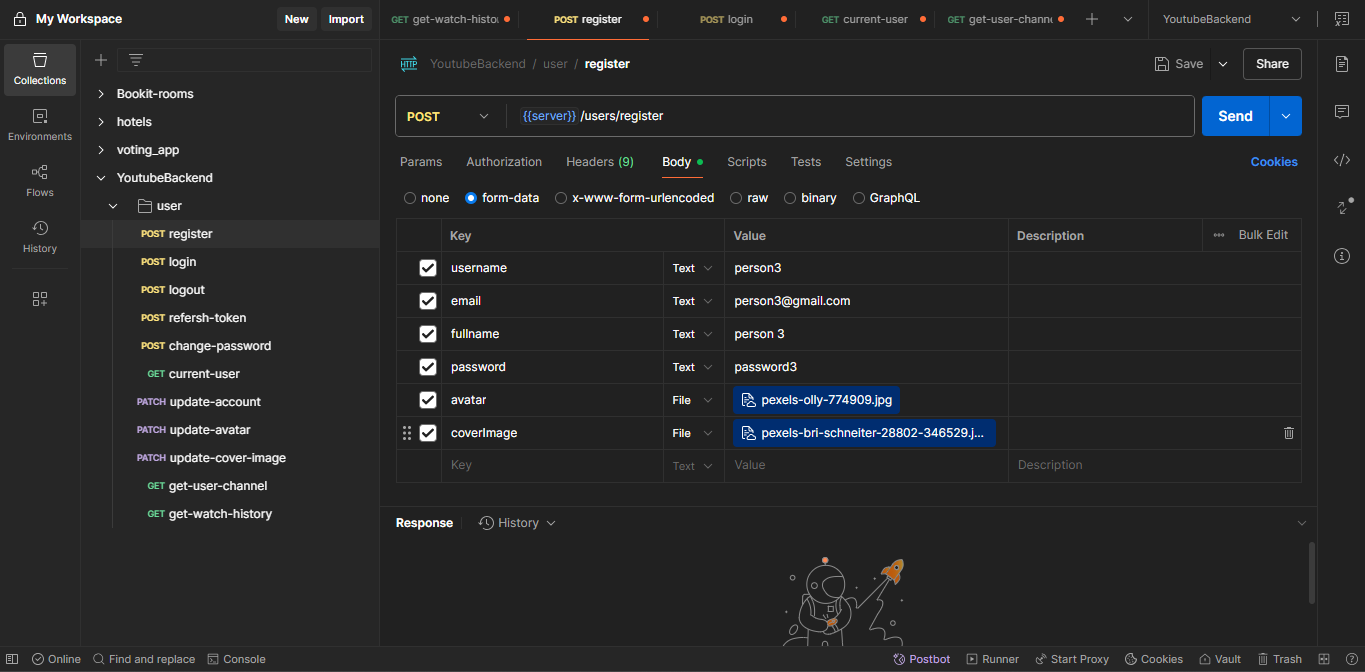 My Workspace
New
Import
GET get-watch-histo
POST register
POST login
GET current-user
GET get-user-chann
YoutubeBackend
Collections
Environments
Flows
History
Bookit-rooms
hotels
voting_app
YoutubeBackend
user
POST register
POST login
POST logout
POST refersh-token
POST change-password
GET current-user
PATCH update-account
PATCH update-avatar
PATCH update-cover-image
GET get-user-channel
GET get-watch-history
HTTP YoutubeBackend / user / register
Save
Share
POST {{server}} /users/register
Send
Params Authorization Headers (9) Body Scripts Tests Settings Cookies
none form-data x-www-form-urlencoded raw binary GraphQL
Key Value Description Bulk Edit
username Text person3
email Text person3@gmail.com
fullname Text person 3
password Text password3
avatar File pexels-olly-774909.jpg
coverImage File pexels-bri-schneiter-28802-346529.j...
Key Text Value Description
Response History
Online Find and replace Console Postbot Runner Start Proxy Cookies Vault Trash